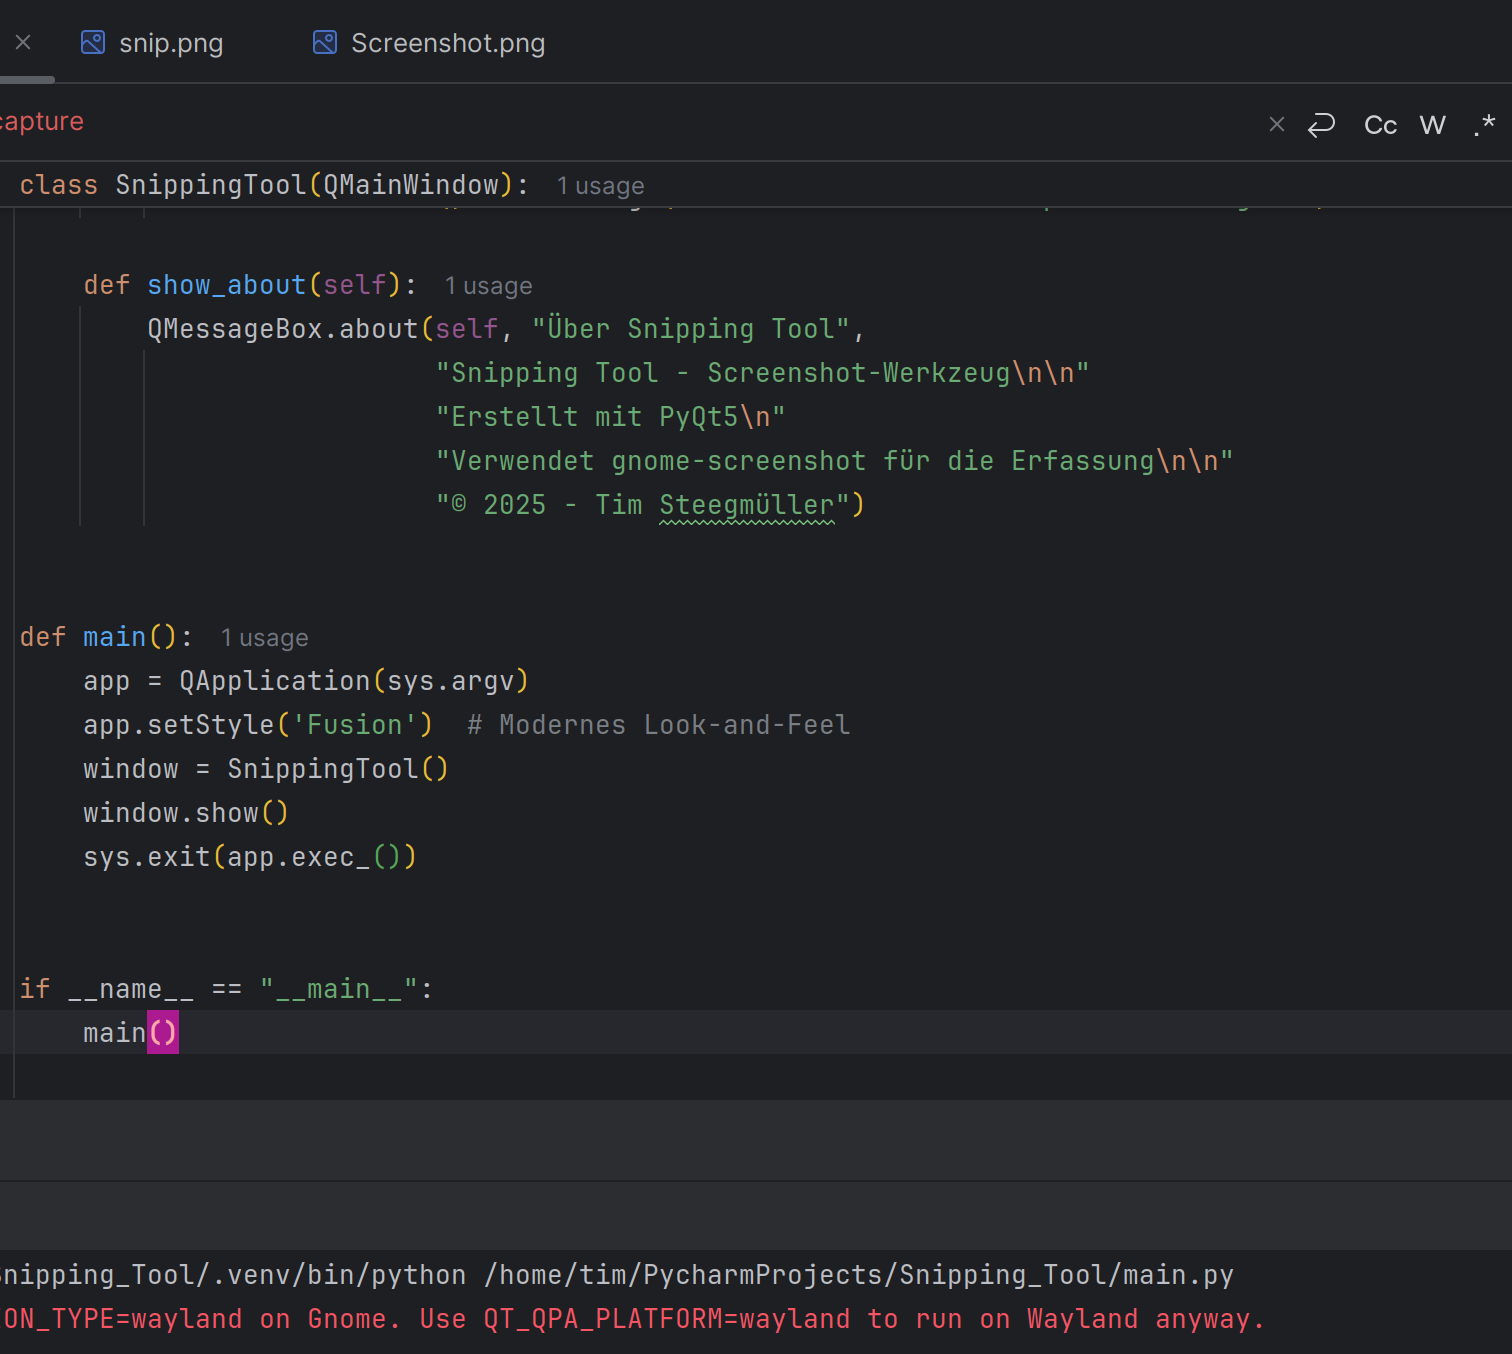 snip.png Screenshot.png
capture
Cc W .*
class SnippingTool(QMainWindow): 1 usage
def show_about(self): 1 usage
QMessageBox.about(self, "Über Snipping Tool",
"Snipping Tool - Screenshot-Werkzeug\n\n"
"Erstellt mit PyQt5\n"
"Verwendet gnome-screenshot für die Erfassung\n\n"
"© 2025 - Tim Steegmüller")
def main(): 1 usage
app = QApplication(sys.argv)
app.setStyle('Fusion') # Modernes Look-and-Feel
window = SnippingTool()
window.show()
sys.exit(app.exec_())
if __name__ == "__main__":
main()
Snipping_Tool/.venv/bin/python /home/tim/PycharmProjects/Snipping_Tool/main.py
ON_TYPE=wayland on Gnome. Use QT_QPA_PLATFORM=wayland to run on Wayland anyway.